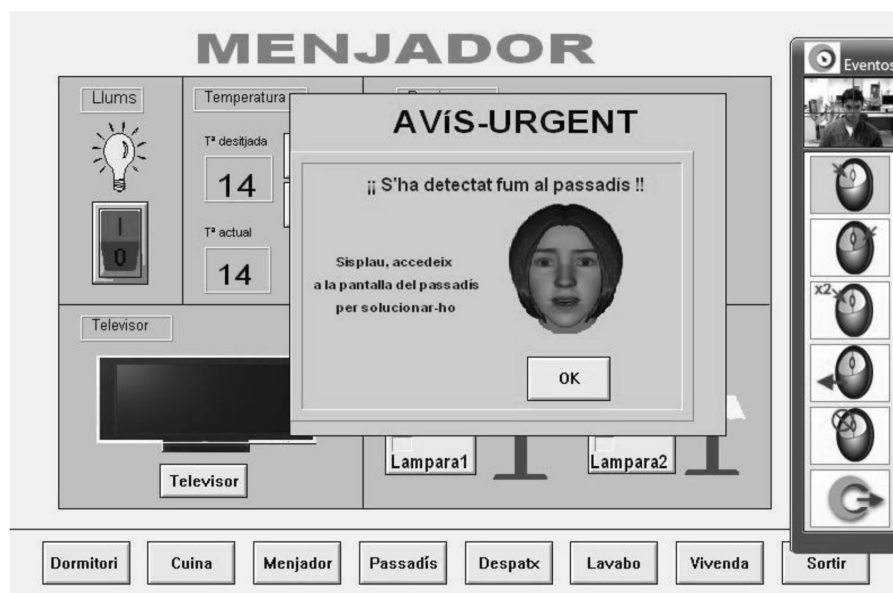 MENJADOR
Eventos
Llums
Temperatura
Tª desitjada
14
Tª actual
14
I
0
AVíS-URGENT
¡¡ S'ha detectat fum al passadís !!
Sisplau, accedeix
a la pantalla del passadís
per solucionar-ho
OK
x2
Televisor
Televisor
Lampara1
Lampara2
Dormitori
Cuina
Menjador
Passadís
Despatx
Lavabo
Vivenda
Sortir